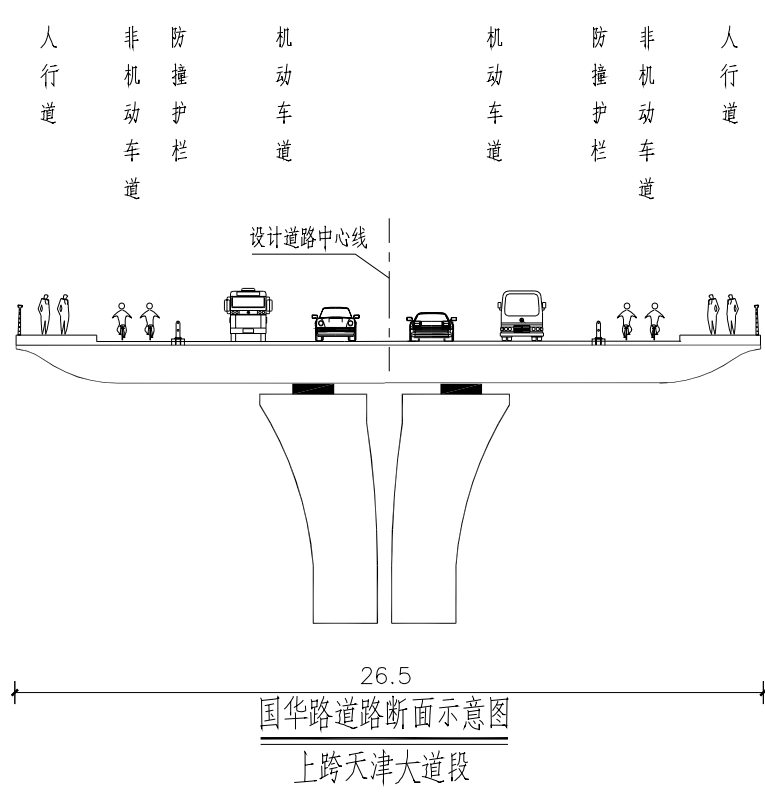 人行道
非机动车道
防撞护栏
机动车道
机动车道
防撞护栏
非机动车道
人行道
设计道路中心线
26.5
国华路道路断面示意图
上跨天津大道段